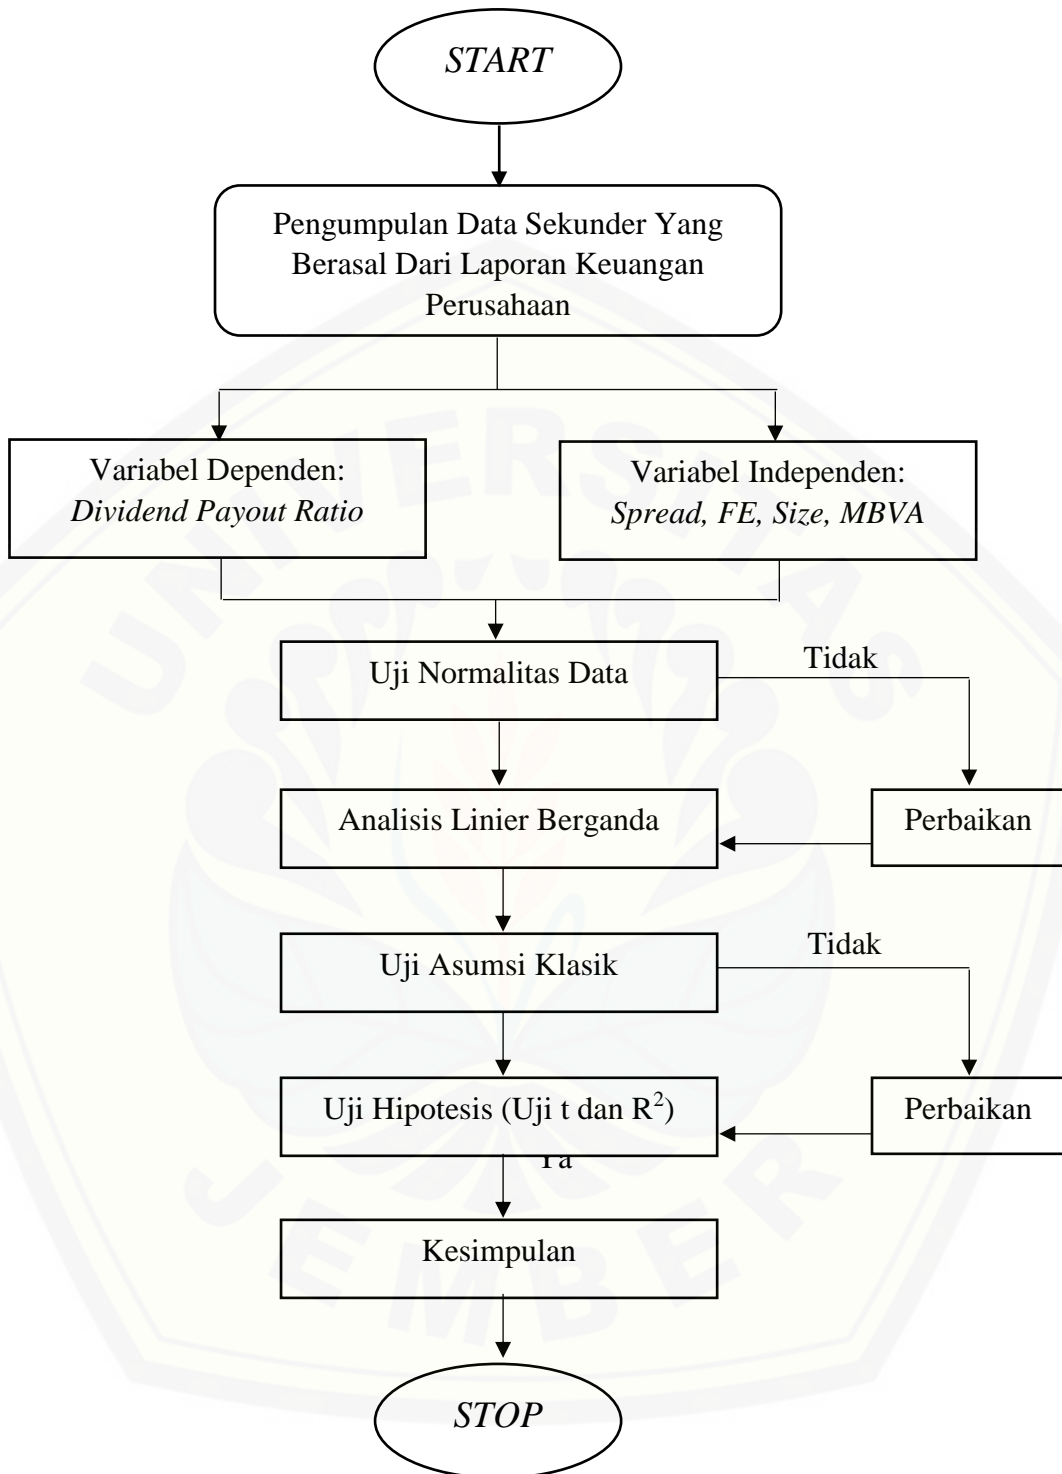 START
Pengumpulan Data Sekunder Yang
Berasal Dari Laporan Keuangan
Perusahaan
Variabel Dependen:
Dividend Payout Ratio
Variabel Independen:
Spread, FE, Size, MBVA
Uji Normalitas Data
Tidak
Analisis Linier Berganda
Perbaikan
Uji Asumsi Klasik
Tidak
Uji Hipotesis (Uji t dan R²)
Perbaikan
Ya
Kesimpulan
STOP
UNIVERSITAS
JEMBER